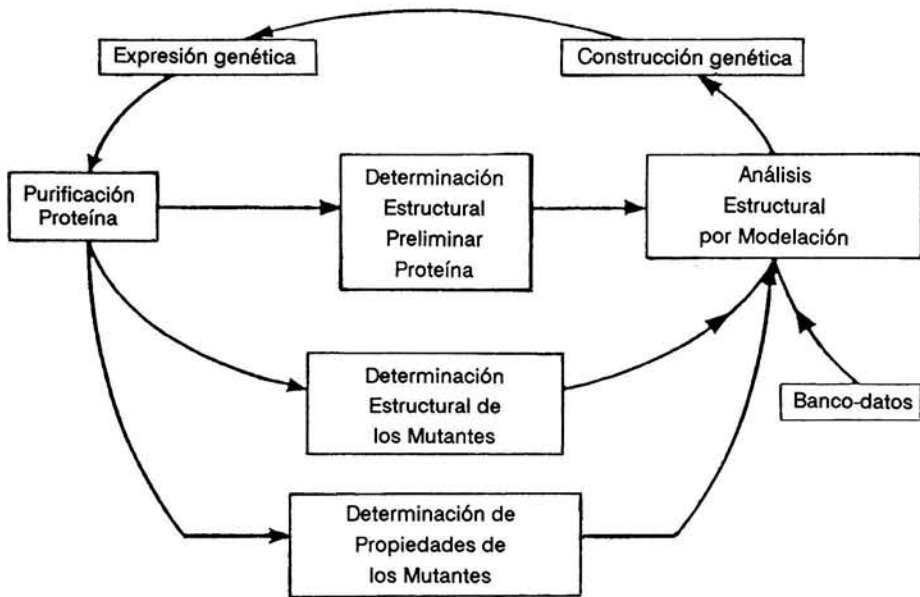 Expresión genética
Construcción genética
Purificación
Proteína
Determinación
Estructural
Preliminar
Proteína
Análisis
Estructural
por Modelación
Determinación
Estructural de
los Mutantes
Banco-datos
Determinación de
Propiedades de
los Mutantes